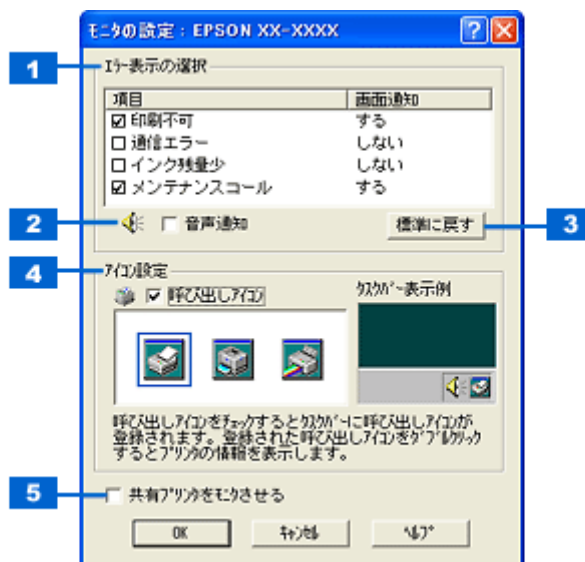 ﾓﾆﾀの設定：EPSON XX-XXXX
1
ｴﾗｰ表示の選択
項目 画面通知
印刷不可 する
通信エラー しない
インク残量少 しない
メンテナンスコール する
2
音声通知
標準に戻す
3
4
ｱｲｺﾝ設定
呼び出しｱｲｺﾝ
ﾀｽｸﾊﾞｰ表示例
呼び出しｱｲｺﾝをﾁｪｯｸするとﾀｽｸﾊﾞｰに呼び出しｱｲｺﾝが
登録されます。登録された呼び出しｱｲｺﾝをﾀﾞﾌﾞﾙｸﾘｯｸ
するとﾌﾟﾘﾝﾀの情報を表示します。
5
共有ﾌﾟﾘﾝﾀをﾓﾆﾀさせる
OK
ｷｬﾝｾﾙ
ﾍﾙﾌﾟ